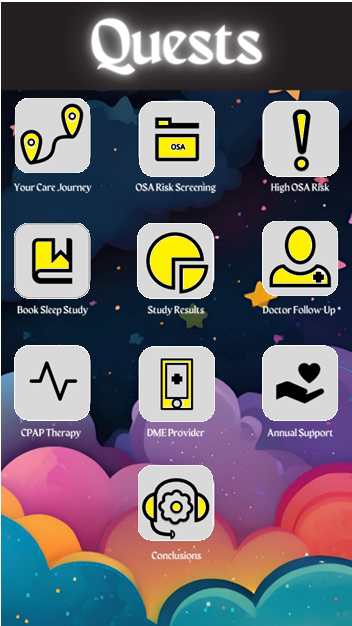 Quests
Your Care Journey
OSA
OSA Risk Screening
High OSA Risk
Book Sleep Study
Study Results
Doctor Follow-Up *
CPAP Therapy
DME Provider
Annual Support
Conclusions